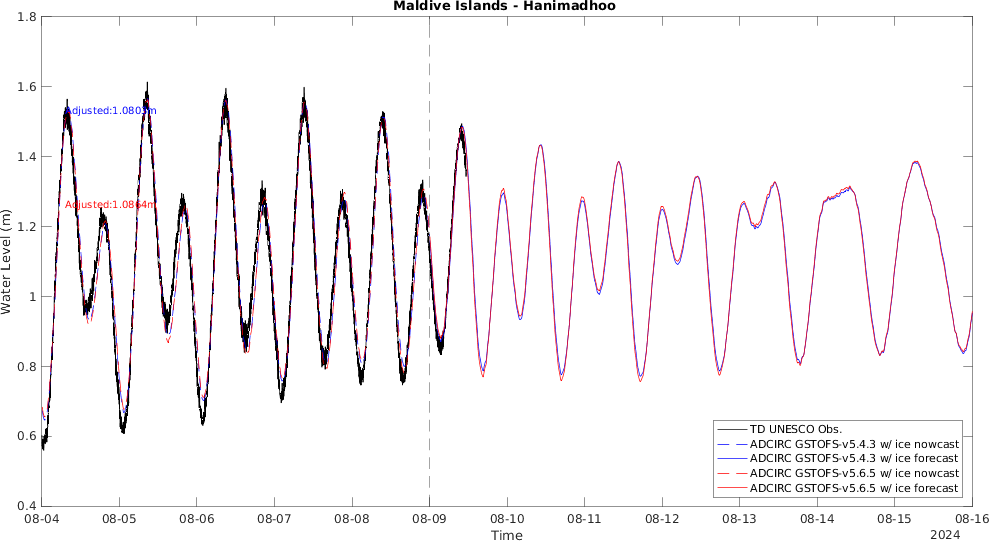 Maldive Islands - Hanimadhoo
1.8
1.6
1.4
1.2
1
0.8
0.6
0.4
Water Level (m)
Adjusted:1.0803m
Adjusted:1.0864m
TD UNESCO Obs.
ADCIRC GSTOFS-v5.4.3 w/ ice nowcast
ADCIRC GSTOFS-v5.4.3 w/ ice forecast
ADCIRC GSTOFS-v5.6.5 w/ ice nowcast
ADCIRC GSTOFS-v5.6.5 w/ ice forecast
08-04 08-05 08-06 08-07 08-08 08-09 08-10 08-11 08-12 08-13 08-14 08-15 08-16
Time
2024